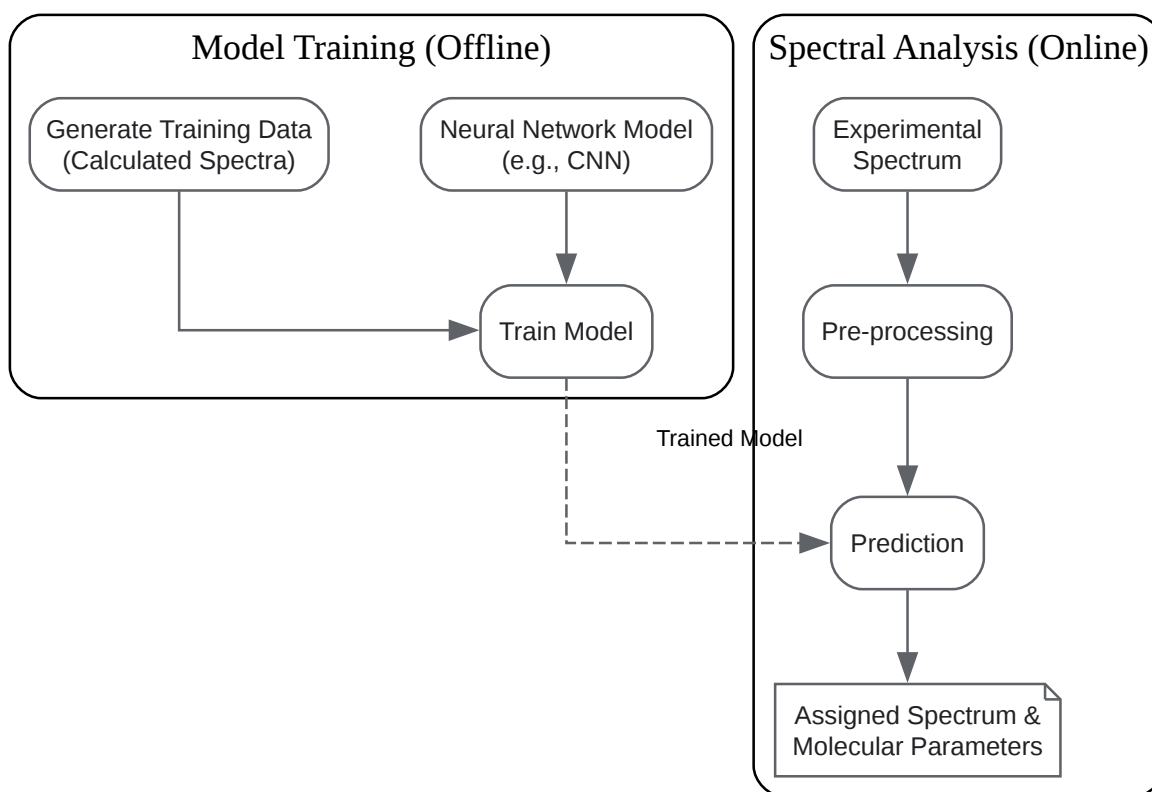 Model Training (Offline)
Generate Training Data
(Calculated Spectra)
Neural Network Model
(e.g., CNN)
Train Model
Trained Model
Spectral Analysis (Online)
Experimental
Spectrum
Pre-processing
Prediction
Assigned Spectrum &
Molecular Parameters